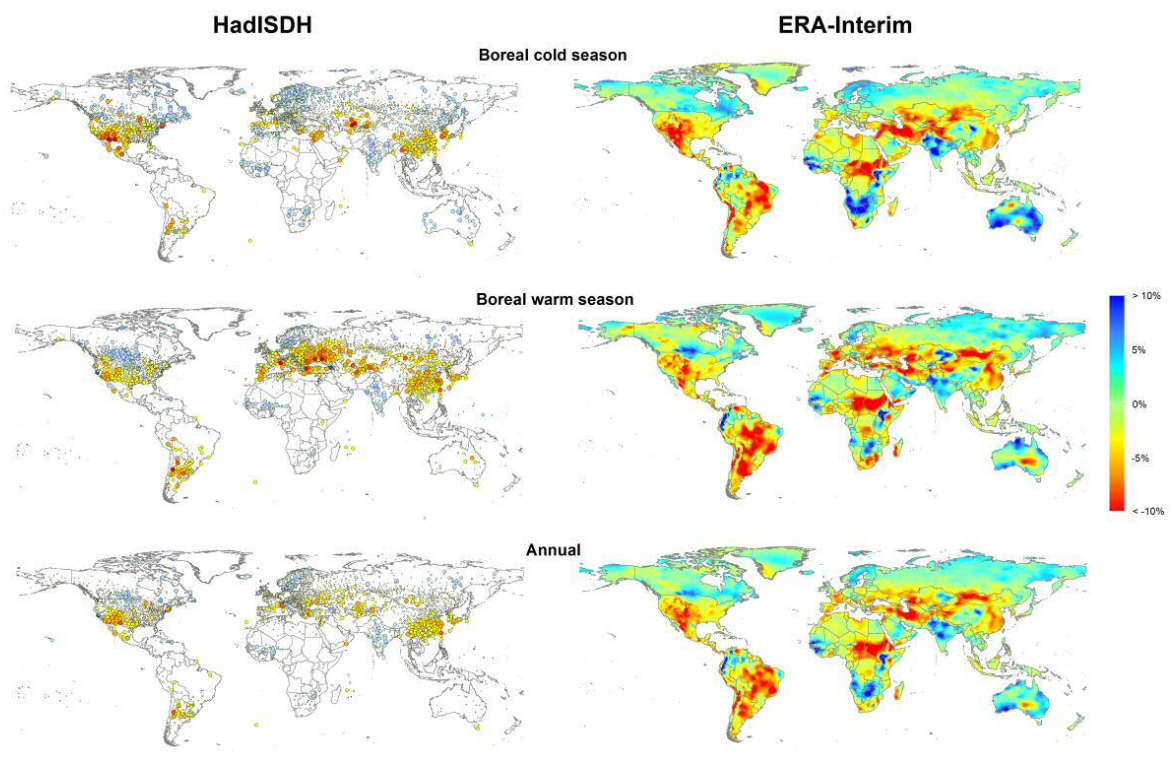 HadISDH ERA-Interim
Boreal cold season
Boreal warm season
> 10%
5%
0%
-5%
< -10%
Annual